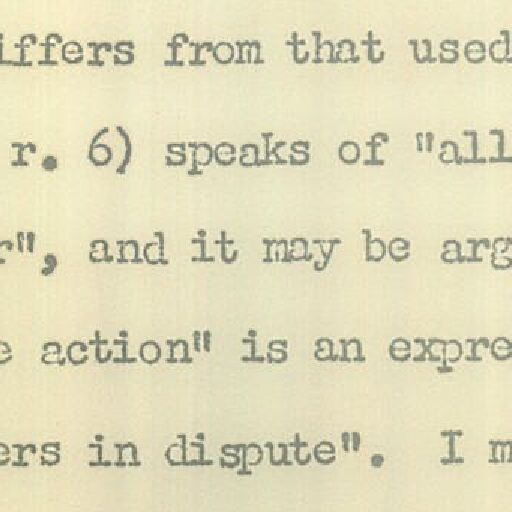 iffers from that used
r. 6) speaks of "all
r", and it may be arg
e action" is an expre
ers in dispute". I m